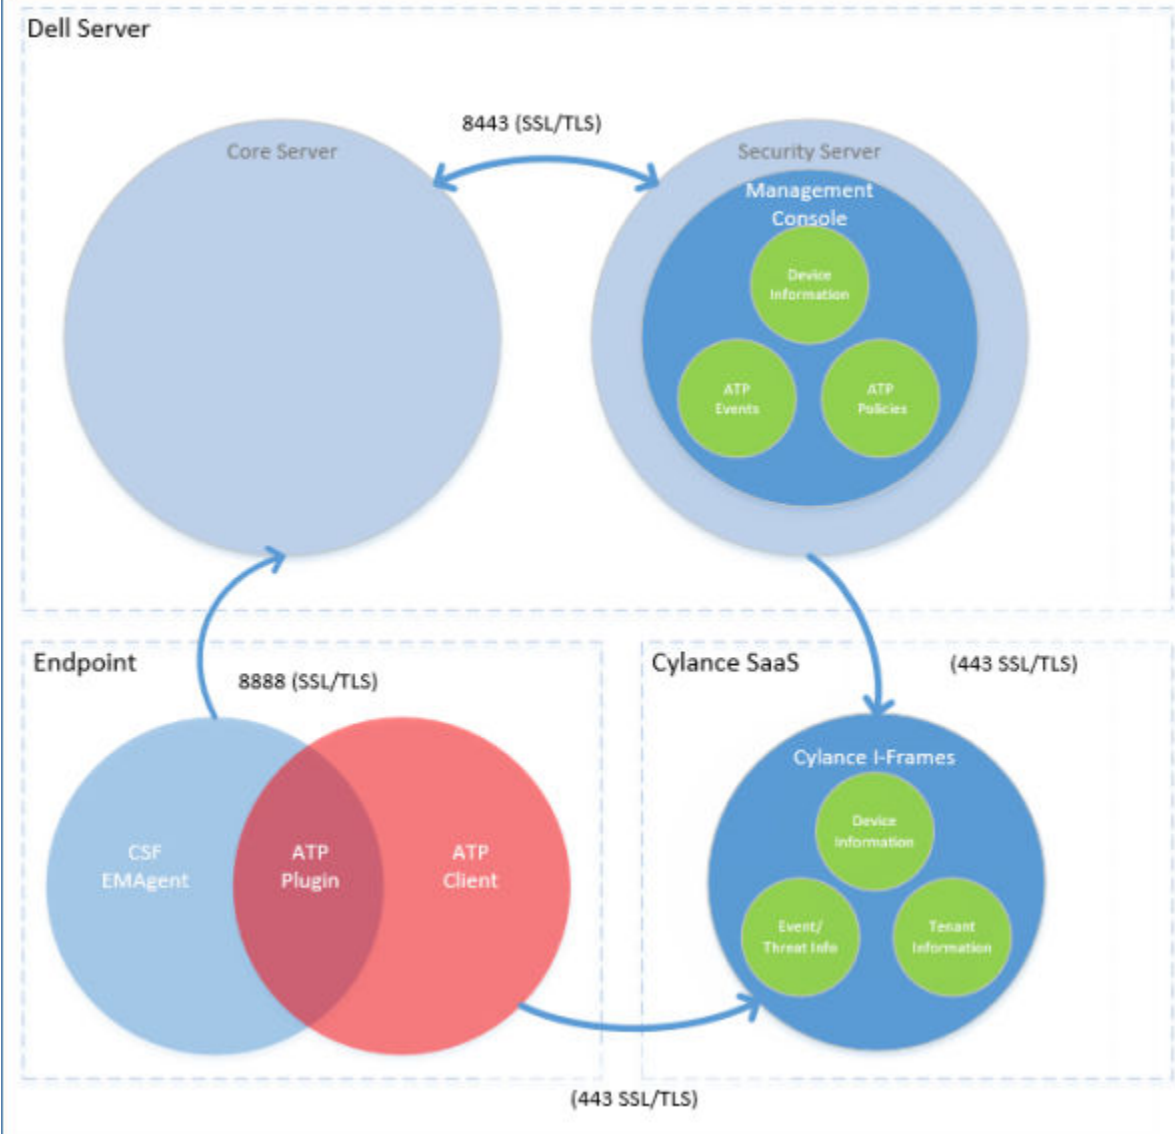 Dell Server
8443 (SSL/TLS)
Core Server
Security Server
Management
Console
Device
Information
ATP
Events
ATP
Policies
Endpoint
8888 (SSL/TLS)
Cylance SaaS
(443 SSL/TLS)
Cylance I-Frames
Device
Information
CSF
EMAgent
ATP
Plugin
ATP
Client
Event/
Threat Info
Tenant
Information
(443 SSL/TLS)